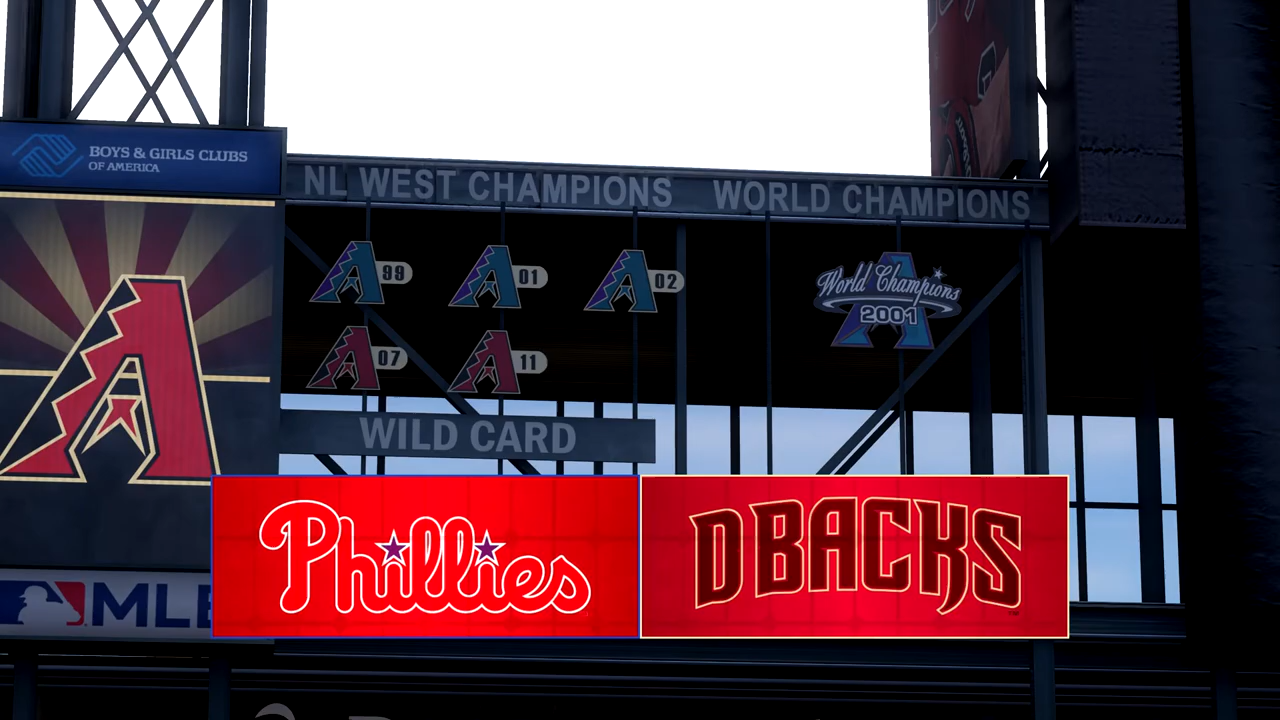 BOYS & GIRLS CLUBS
OF AMERICA
NL WEST CHAMPIONS WORLD CHAMPIONS
99
01
02
World Champions
2001
07
11
WILD CARD
Phillies
DBACKS
MLB